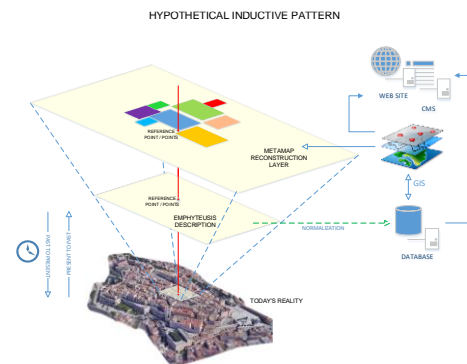 HYPOTHETICAL INDUCTIVE PATTERN
WEB SITE
CMS
REFERENCE
POINT / POINTS
METAMAP
RECONSTRUCTION
LAYER
GIS
REFERENCE
POINT / POINTS
EMPHYTEUSIS
DESCRIPTION
NORMALIZATION
DATABASE
PAST TO PRESENT
PRESENT TO PAST
TODAY'S REALITY